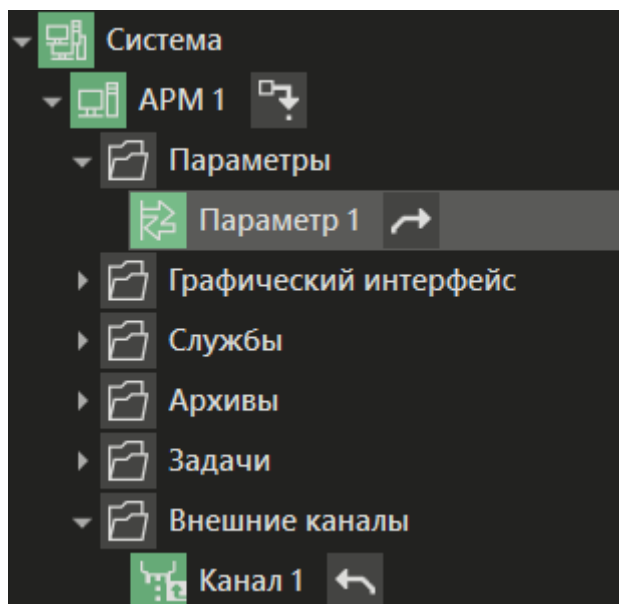 Система
АРМ 1
Параметры
Параметр 1
Графический интерфейс
Службы
Архивы
Задачи
Внешние каналы
Канал 1